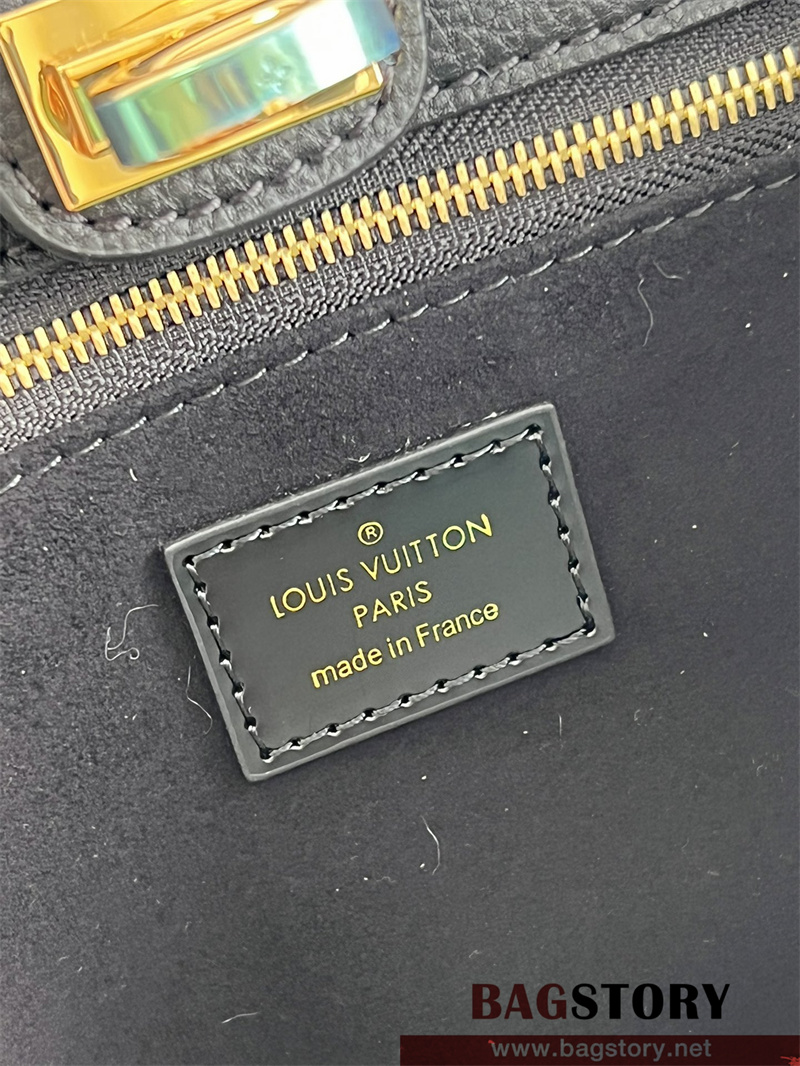 ®
LOUIS VUITTON
PARIS
made in France
BAGSTORY
www.bagstory.net